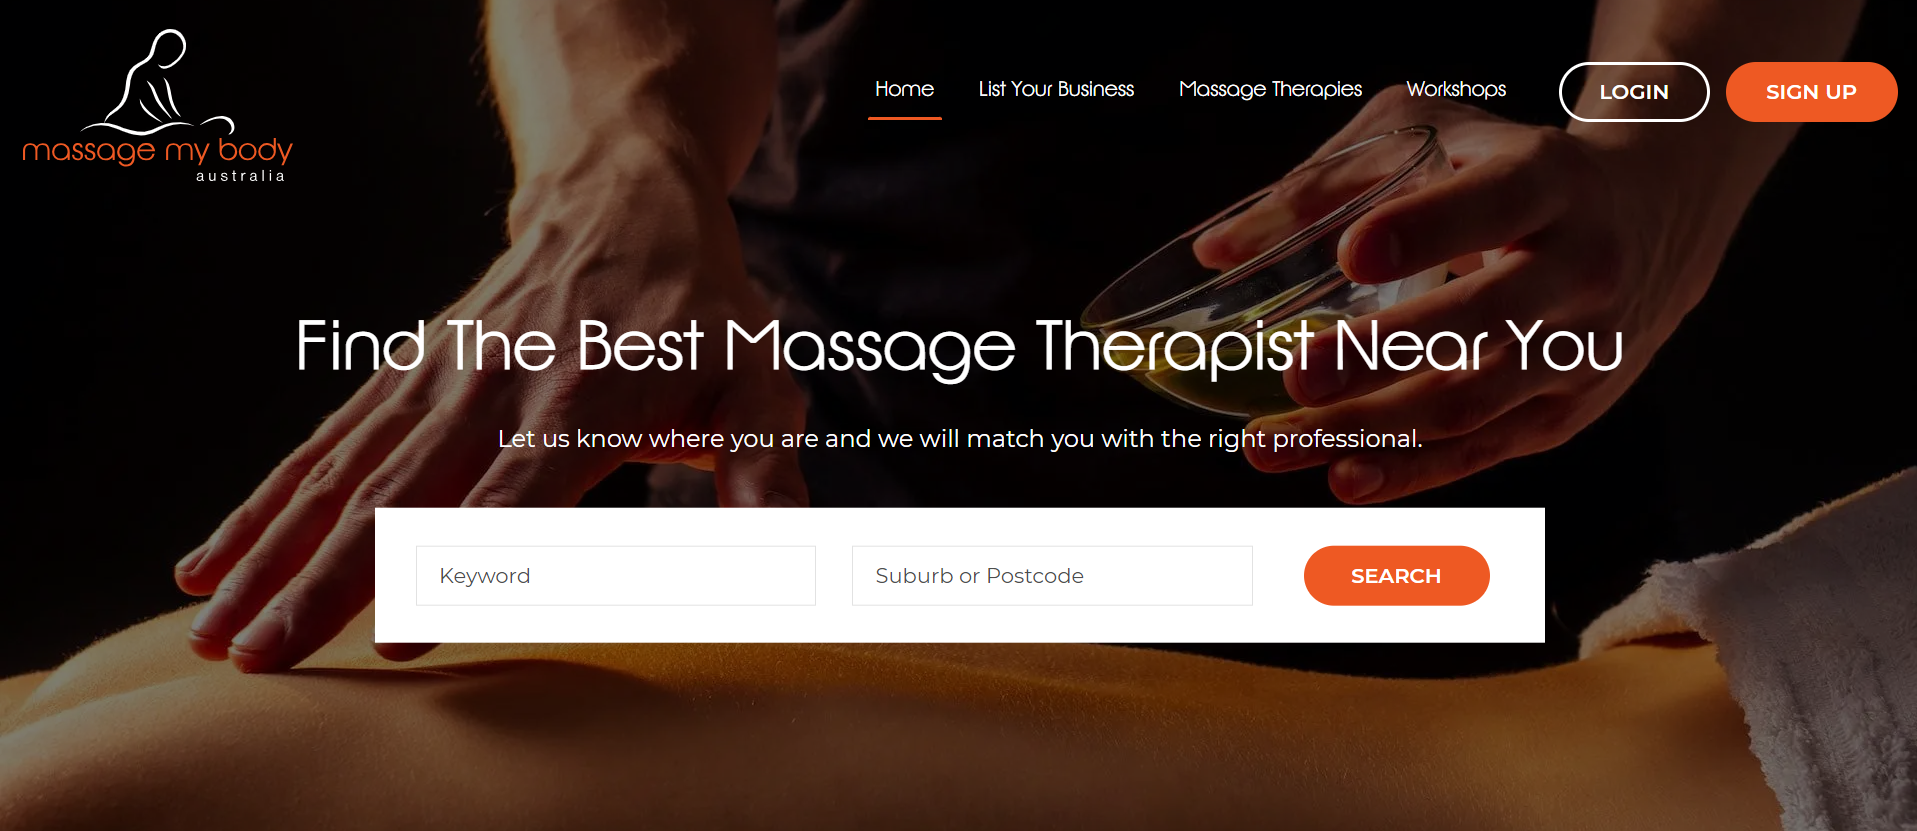 massage my body
australia
Home
List Your Business
Massage Therapies
Workshops
LOGIN
SIGN UP
Find The Best Massage Therapist Near You
Let us know where you are and we will match you with the right professional.
Keyword
Suburb or Postcode
SEARCH